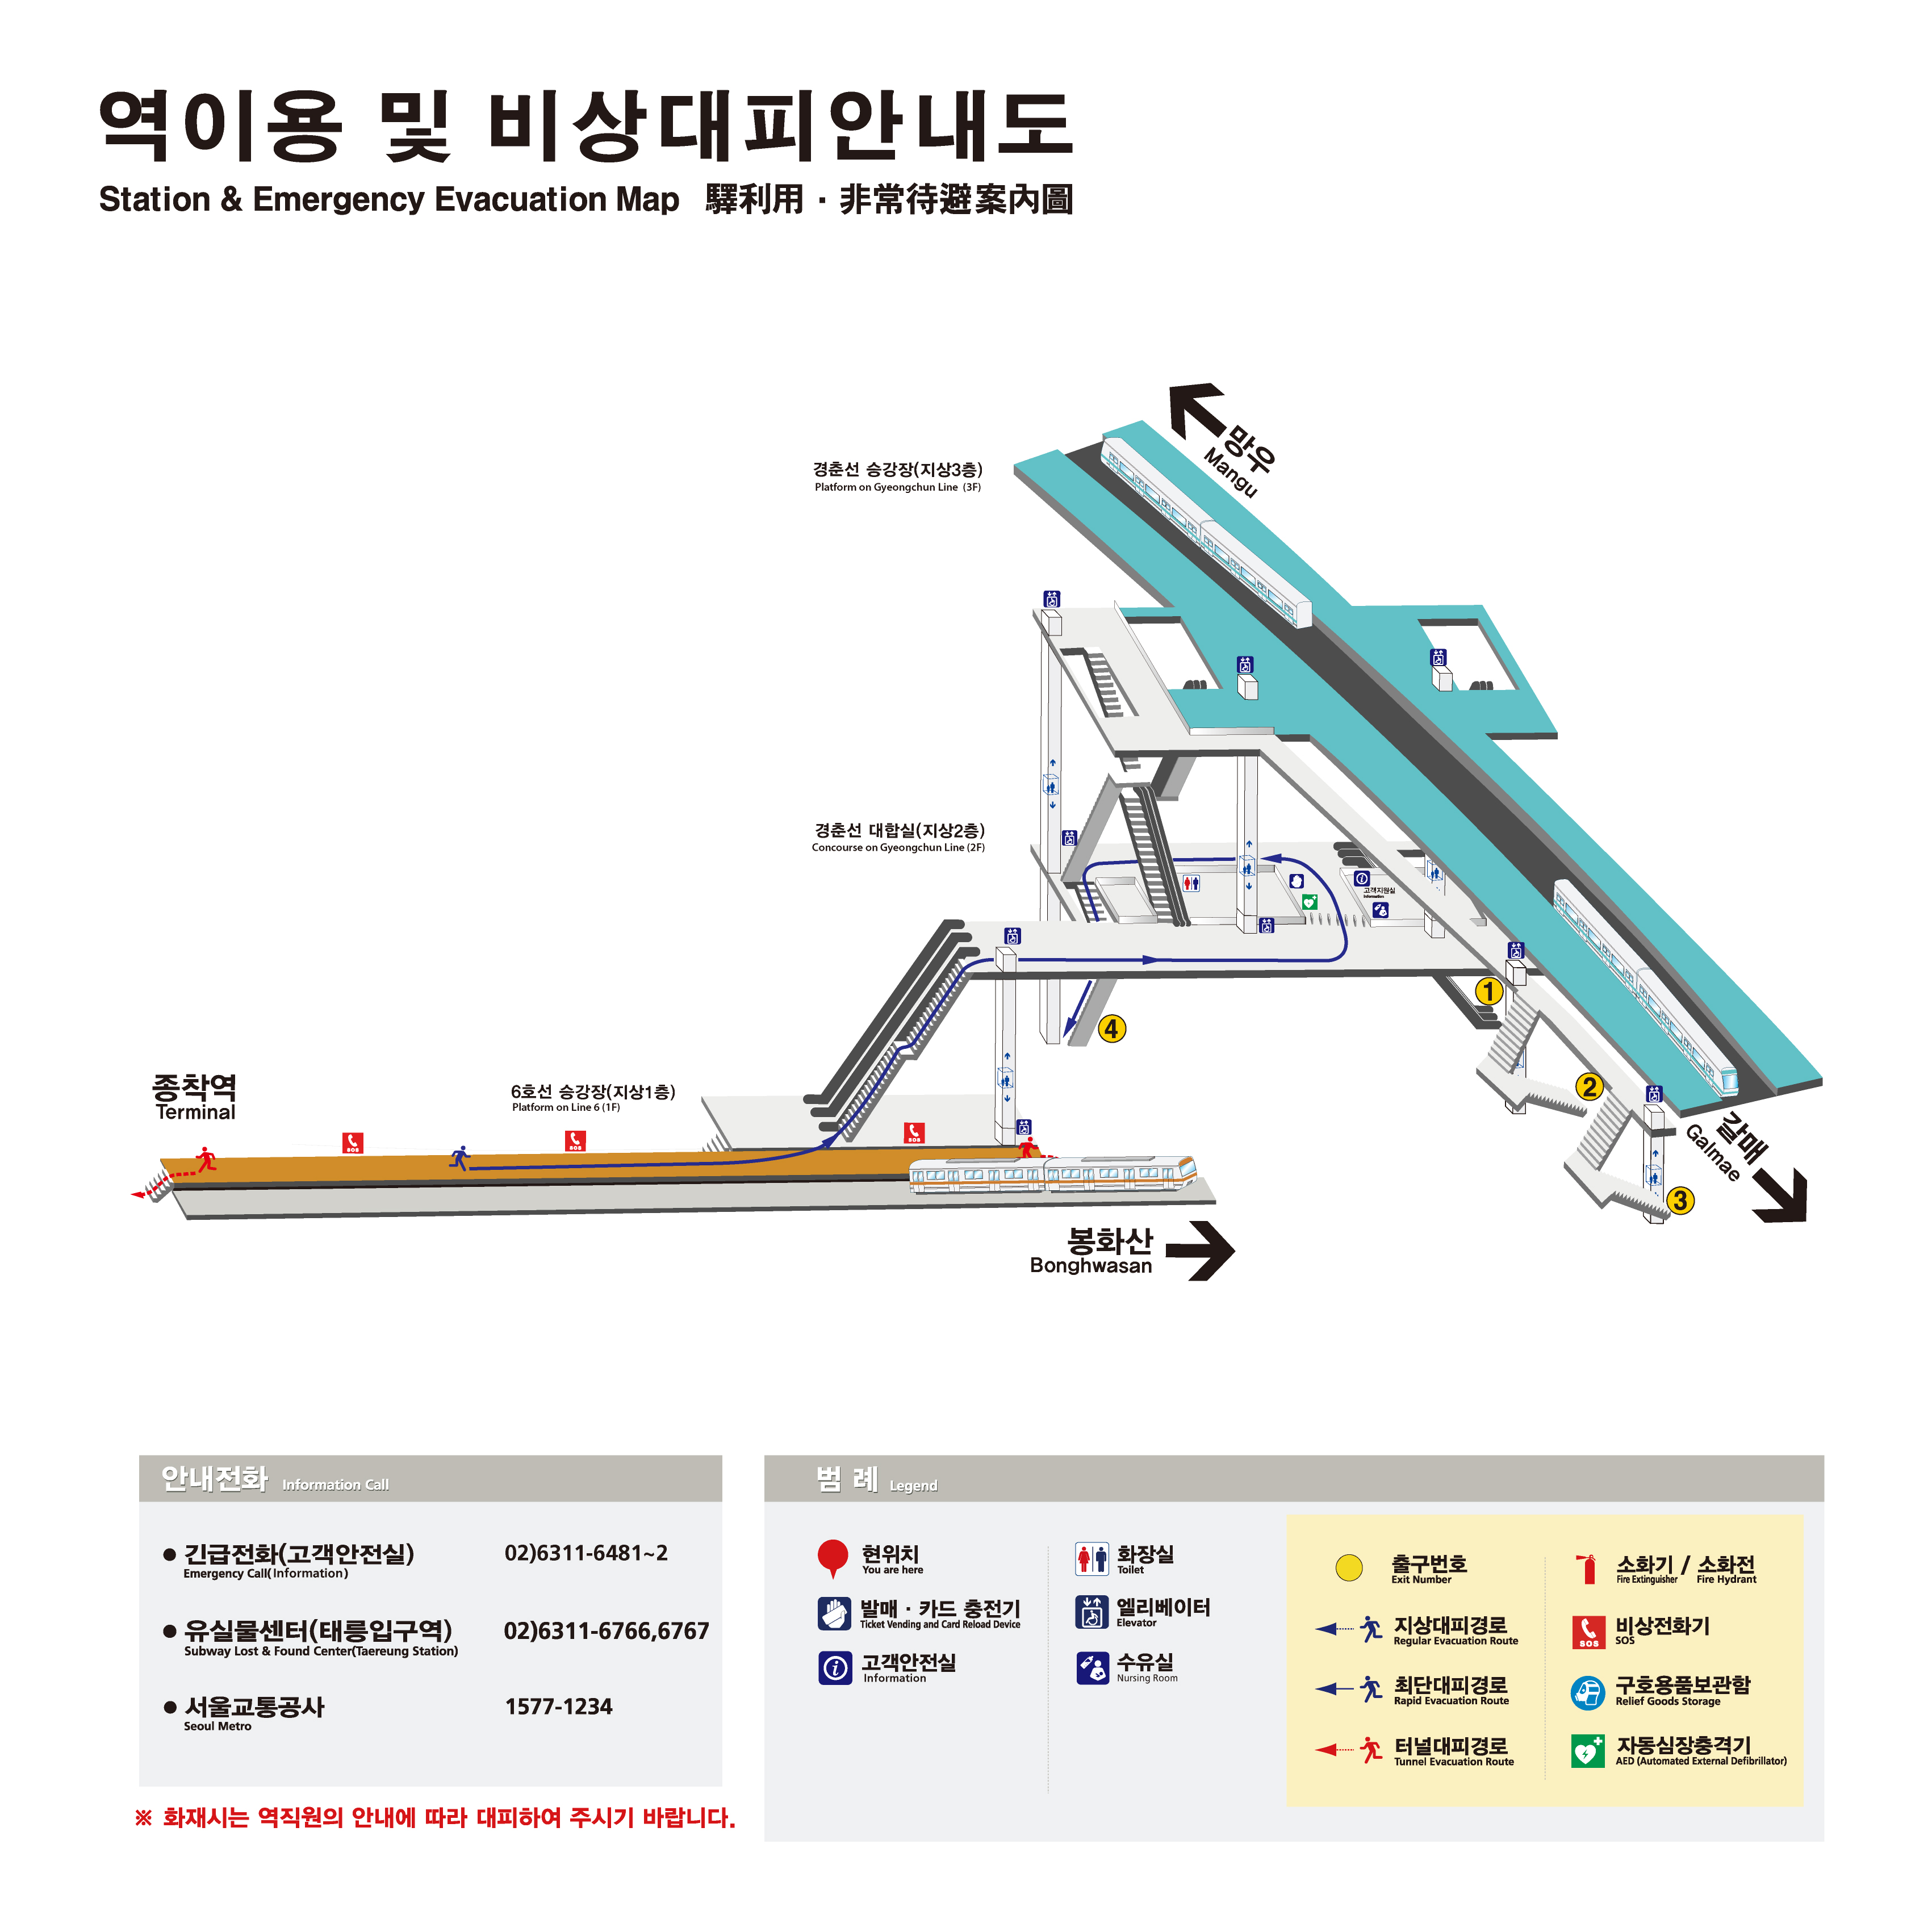 역이용 및 비상대피안내도
Station & Emergency Evacuation Map 驛利用 · 非常待避案內圖
망우
Mangu
경춘선 승강장(지상3층)
Platform on Gyeongchun Line (3F)
경춘선 대합실(지상2층)
Concourse on Gyeongchun Line (2F)
고객지원실
Information
1
4
2
3
종착역
Terminal
6호선 승강장(지상1층)
Platform on Line 6 (1F)
SOS
SOS
SOS
갈매
Galmae
봉화산
Bonghwasan
안내전화 Information Call
● 긴급전화(고객안전실) 02)6311-6481~2
Emergency Call(Information)
● 유실물센터(태릉입구역) 02)6311-6766,6767
Subway Lost & Found Center(Taereung Station)
● 서울교통공사 1577-1234
Seoul Metro
※ 화재시는 역직원의 안내에 따라 대피하여 주시기 바랍니다.
범 례 Legend
현위치
You are here
발매 · 카드 충전기
Ticket Vending and Card Reload Device
고객안전실
Information
화장실
Toilet
엘리베이터
Elevator
수유실
Nursing Room
출구번호
Exit Number
지상대피경로
Regular Evacuation Route
최단대피경로
Rapid Evacuation Route
터널대피경로
Tunnel Evacuation Route
소화기 / 소화전
Fire Extinguisher Fire Hydrant
SOS
비상전화기
SOS
구호용품보관함
Relief Goods Storage
자동심장충격기
AED (Automated External Defibrillator)